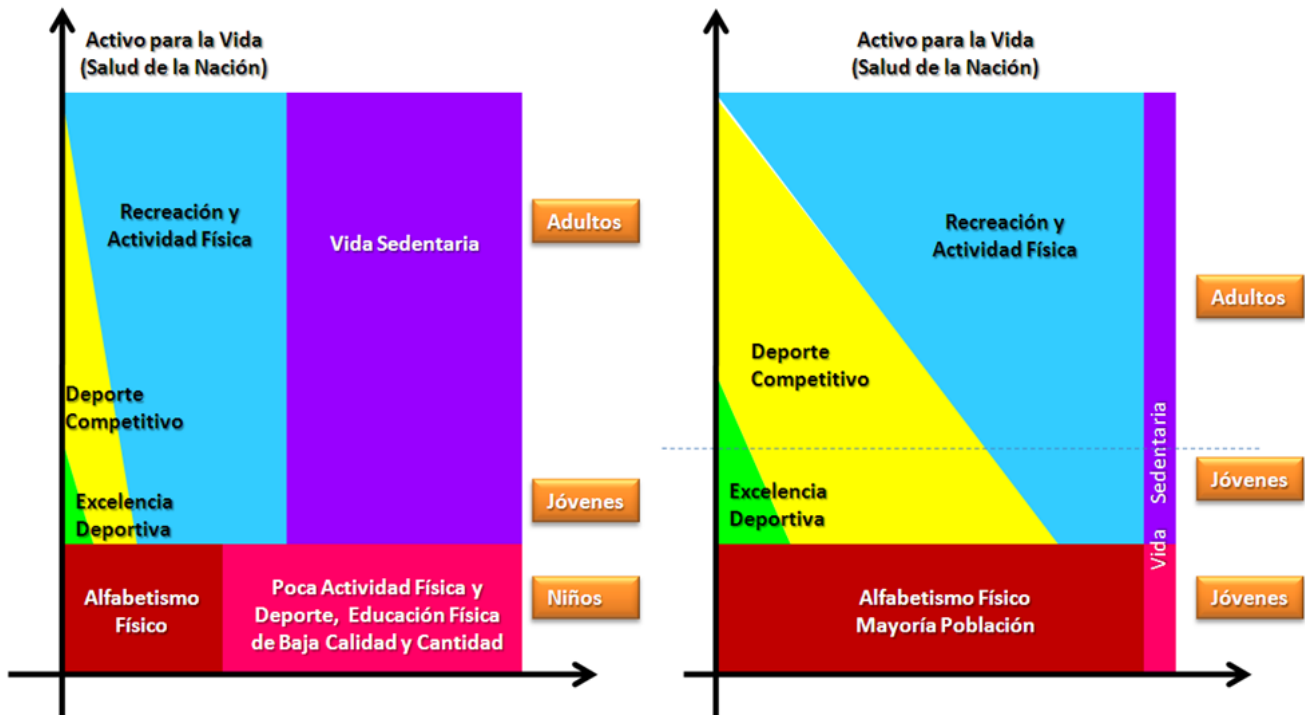 Activo para la Vida
(Salud de la Nación)
Recreación y
Actividad Física
Vida Sedentaria
Adultos
Deporte
Competitivo
Excelencia
Deportiva
Jóvenes
Alfabetismo
Físico
Poca Actividad Física y
Deporte, Educación Física
de Baja Calidad y Cantidad
Niños
Activo para la Vida
(Salud de la Nación)
Recreación y
Actividad Física
Adultos
Deporte
Competitivo
Vida Sedentaria
Excelencia
Deportiva
Jóvenes
Alfabetismo Físico
Mayoría Población
Jóvenes